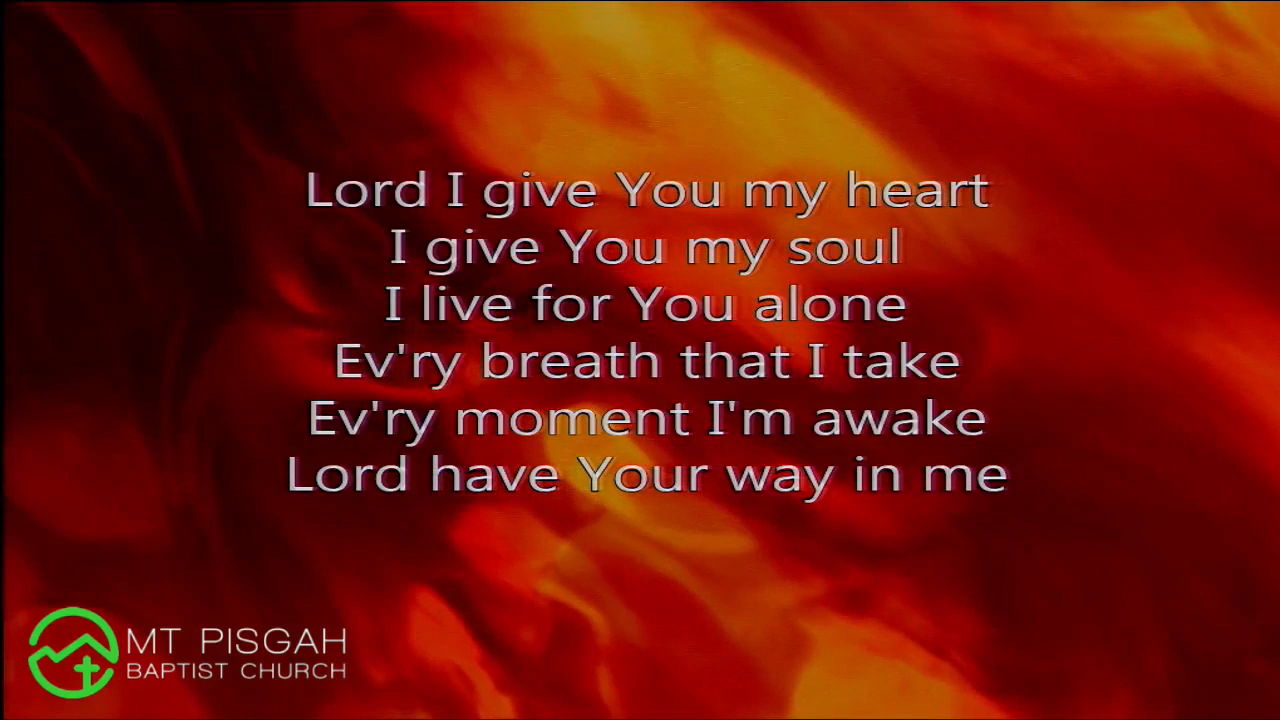 Lord I give You my heart
I give You my soul
I live for You alone
Ev'ry breath that I take
Ev'ry moment I'm awake
Lord have Your way in me
MT PISGAH
BAPTIST CHURCH